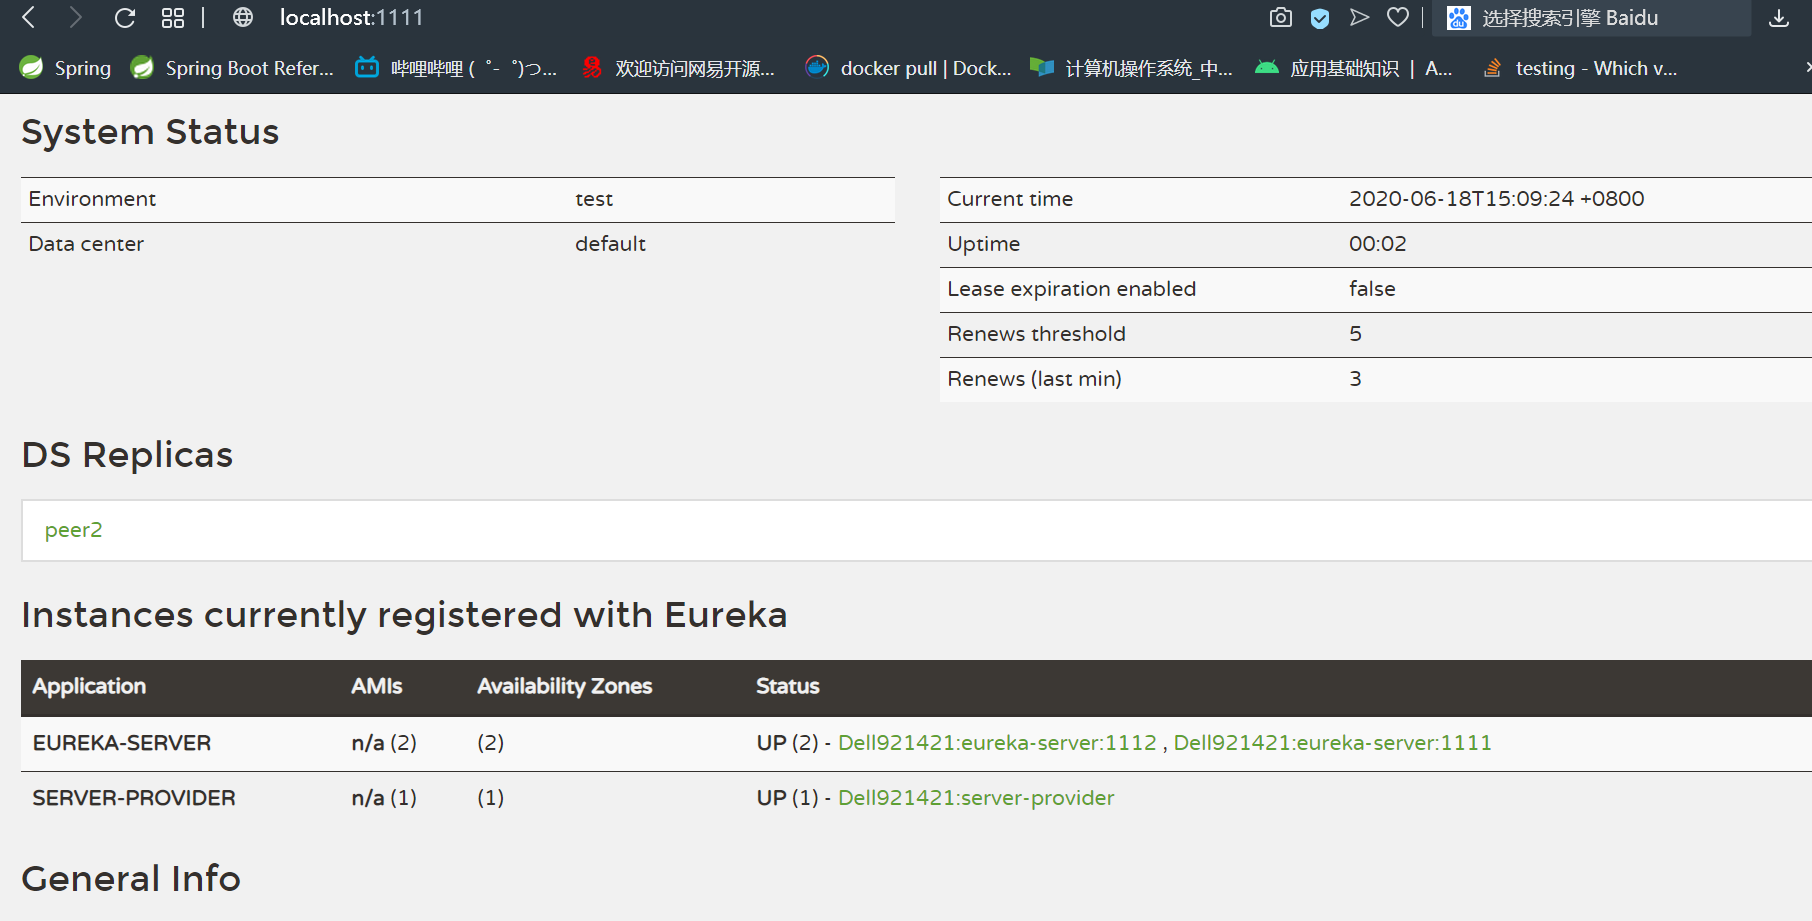 localhost:1111
选择搜索引擎 Baidu
Spring
Spring Boot Refer...
哔哩哔哩 (゜-゜)つ...
欢迎访问网易开源...
docker pull | Dock...
计算机操作系统_中...
应用基础知识 | A...
testing - Which v...
System Status
Environment test
Data center default
Current time 2020-06-18T15:09:24 +0800
Uptime 00:02
Lease expiration enabled false
Renews threshold 5
Renews (last min) 3
DS Replicas
peer2
Instances currently registered with Eureka
Application AMIs Availability Zones Status
EUREKA-SERVER n/a (2) (2) UP (2) - Dell921421:eureka-server:1112 , Dell921421:eureka-server:1111
SERVER-PROVIDER n/a (1) (1) UP (1) - Dell921421:server-provider
General Info